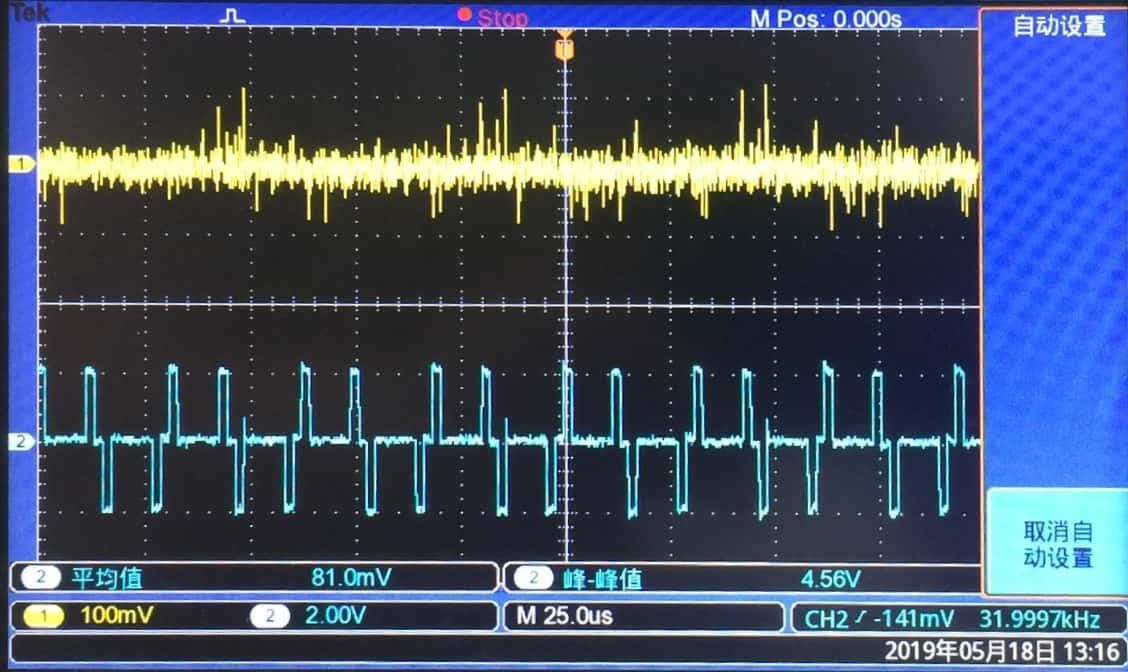 Tek Stop M Pos: 0.000s 自动设置
1
2
取消自
动设置
2 平均值 81.0mV 2 峰-峰值 4.56V
1 100mV 2 2.00V M 25.0us CH2 / -141mV 31.9997kHz
2019年05月18日 13:16